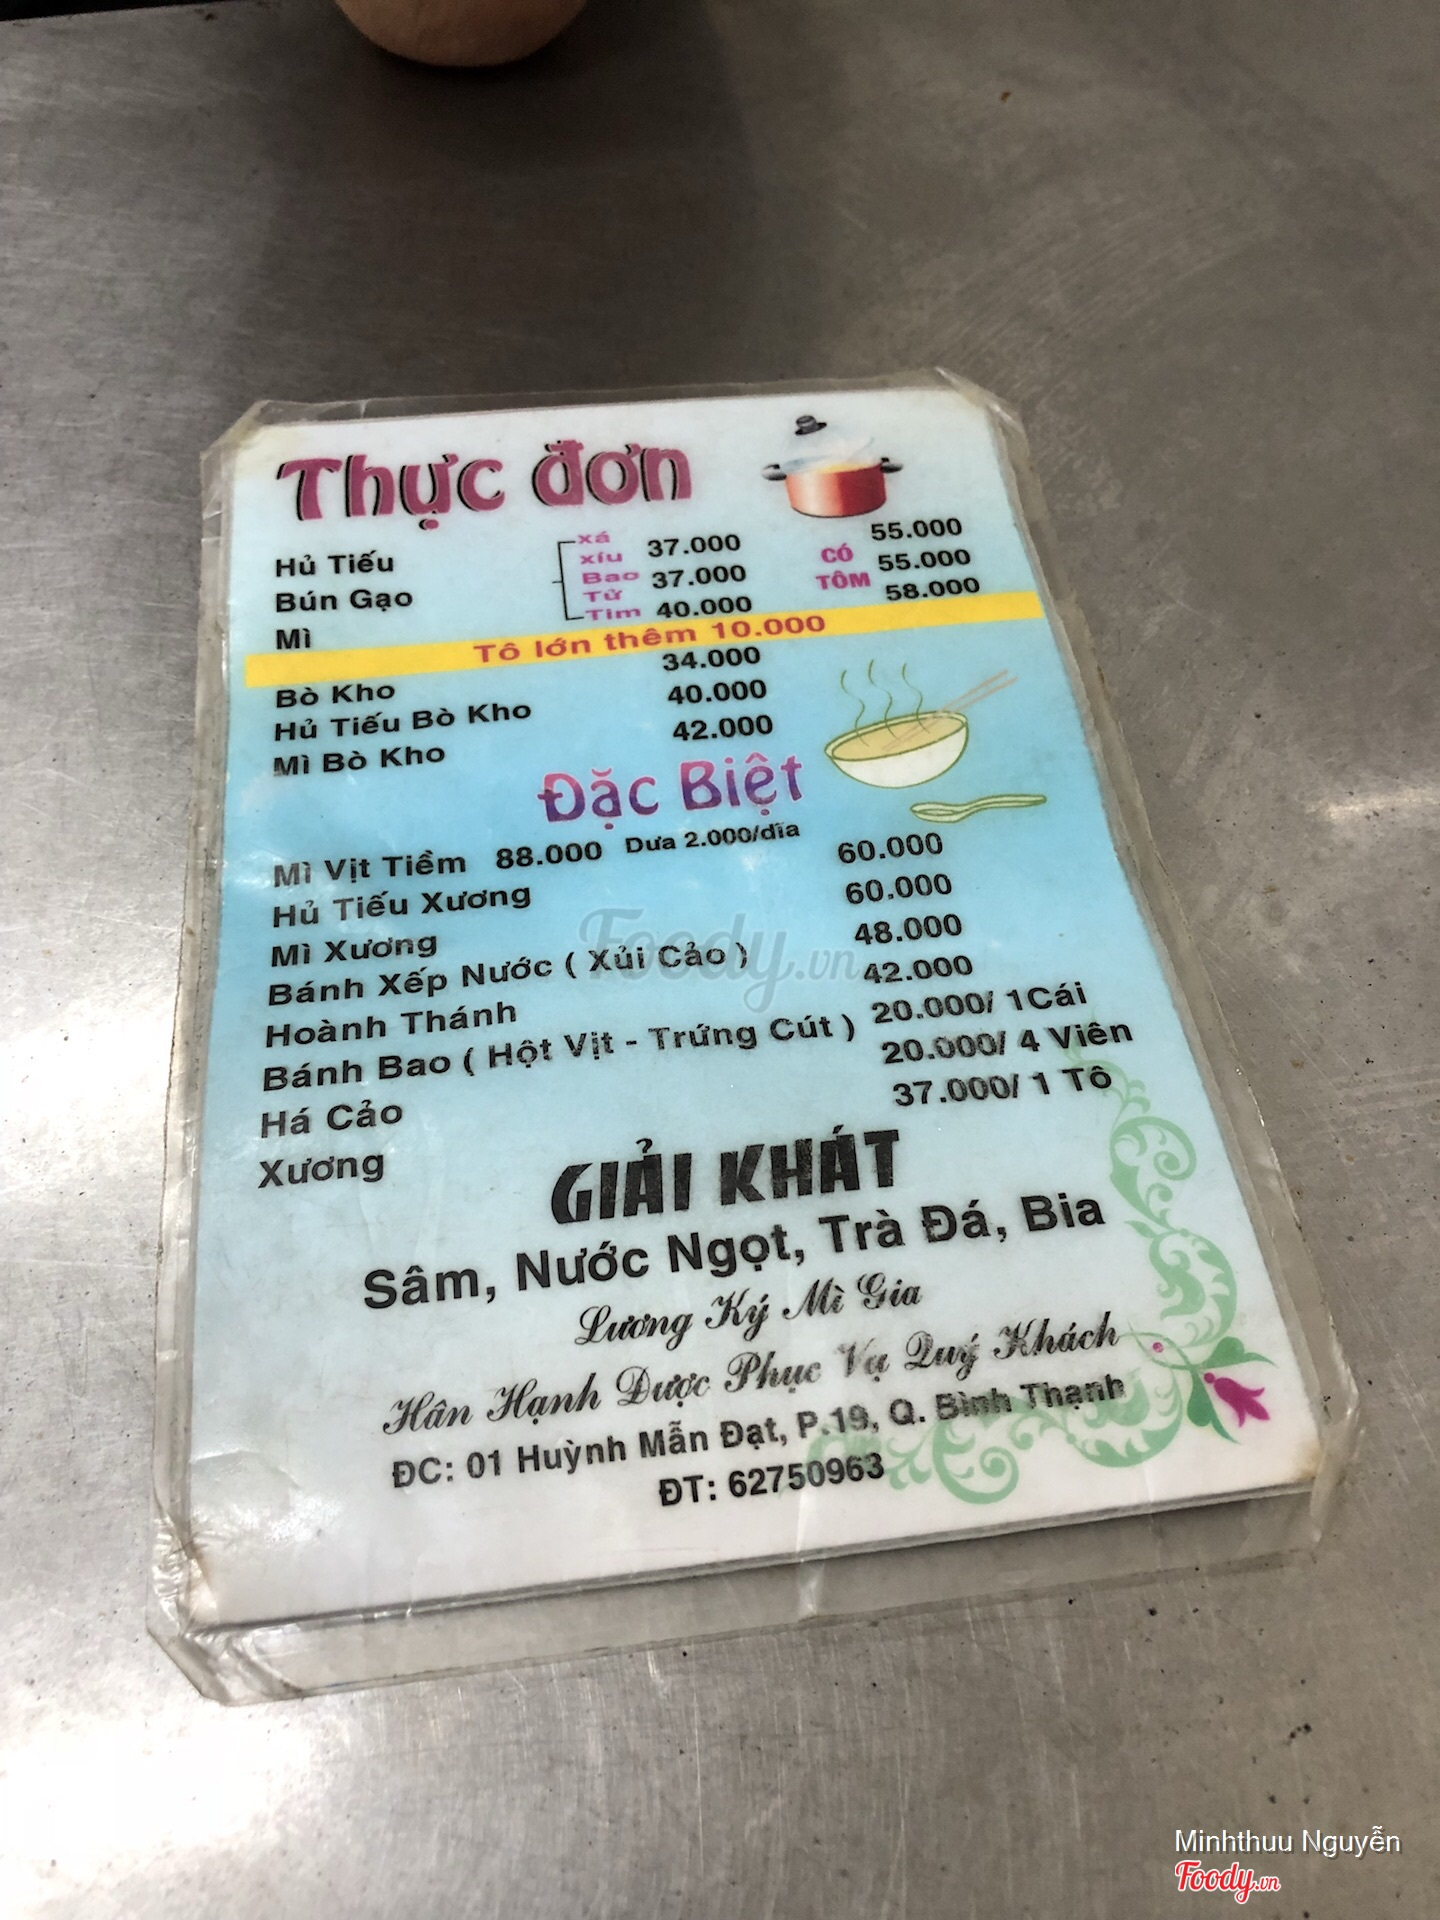 Thực đơn
Hủ Tiếu xá xíu 37.000 CÓ TÔM 55.000
Bún Gạo Bao Tử 37.000 55.000
Mì Tim 40.000 58.000
Tô lớn thêm 10.000
Bò Kho 34.000
Hủ Tiếu Bò Kho 40.000
Mì Bò Kho 42.000
Đặc Biệt
Mì Vịt Tiềm 88.000 Dưa 2.000/dĩa
Hủ Tiếu Xương 60.000
Mì Xương 60.000
Bánh Xếp Nước ( Xủi Cảo ) 48.000
Hoành Thánh 42.000
Bánh Bao ( Hột Vịt - Trứng Cút ) 20.000/ 1Cái
Há Cảo 20.000/ 4 Viên
Xương 37.000/ 1 Tô
GIẢI KHÁT
Sâm, Nước Ngọt, Trà Đá, Bia
Lương Ký Mì Gia
Hân Hạnh Được Phục Vụ Quý Khách
ĐC: 01 Huỳnh Mẫn Đạt, P.19, Q. Bình Thạnh
ĐT: 62750963
Foody.vn
Minhthuu Nguyễn
Foody.vn